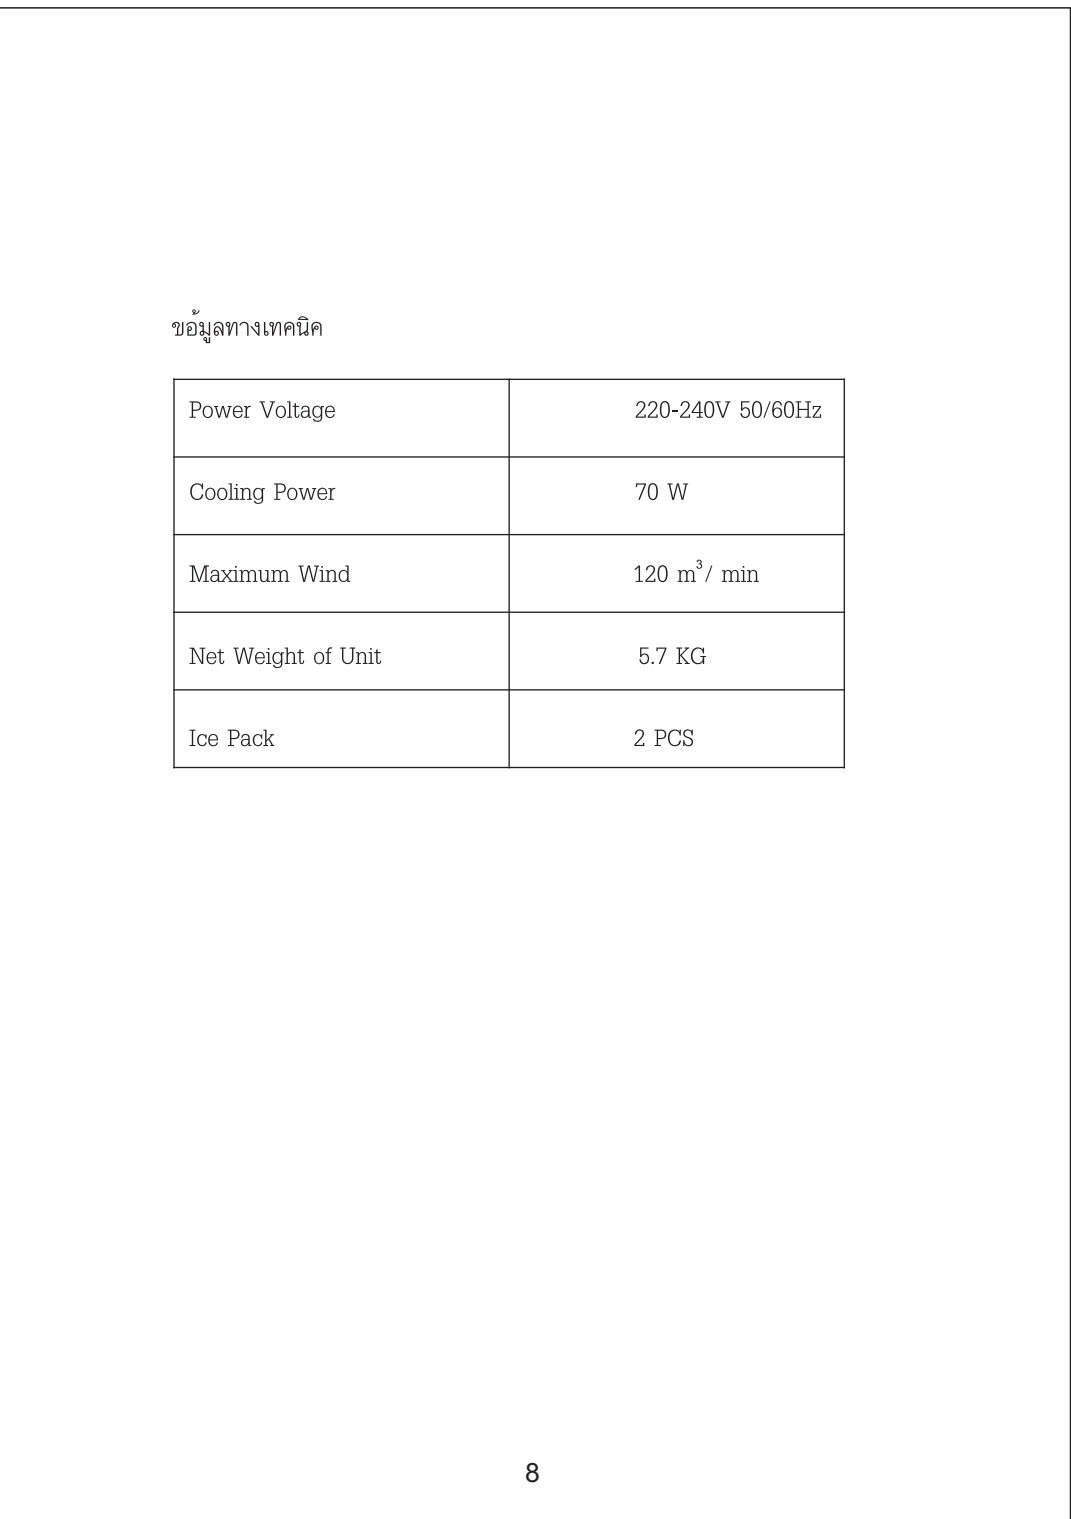 ขอ้มูลทางเทคนิค
Power Voltage 220-240V 50/60Hz
Cooling Power 70 W
Maximum Wind 120 m³/ min
Net Weight of Unit 5.7 KG
Ice Pack 2 PCS
8